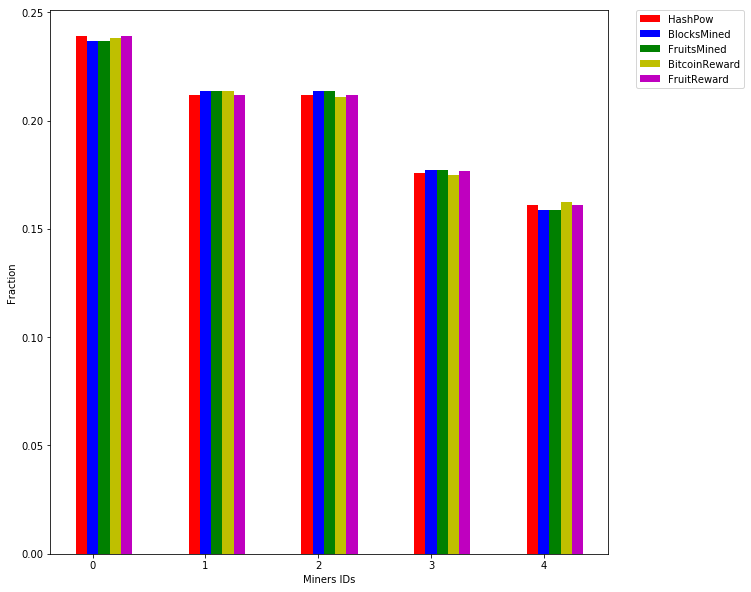 HashPow
BlocksMined
FruitsMined
BitcoinReward
FruitReward
0.25
0.20
0.15
0.10
0.05
0.00
Fraction
0 1 2 3 4
Miners IDs